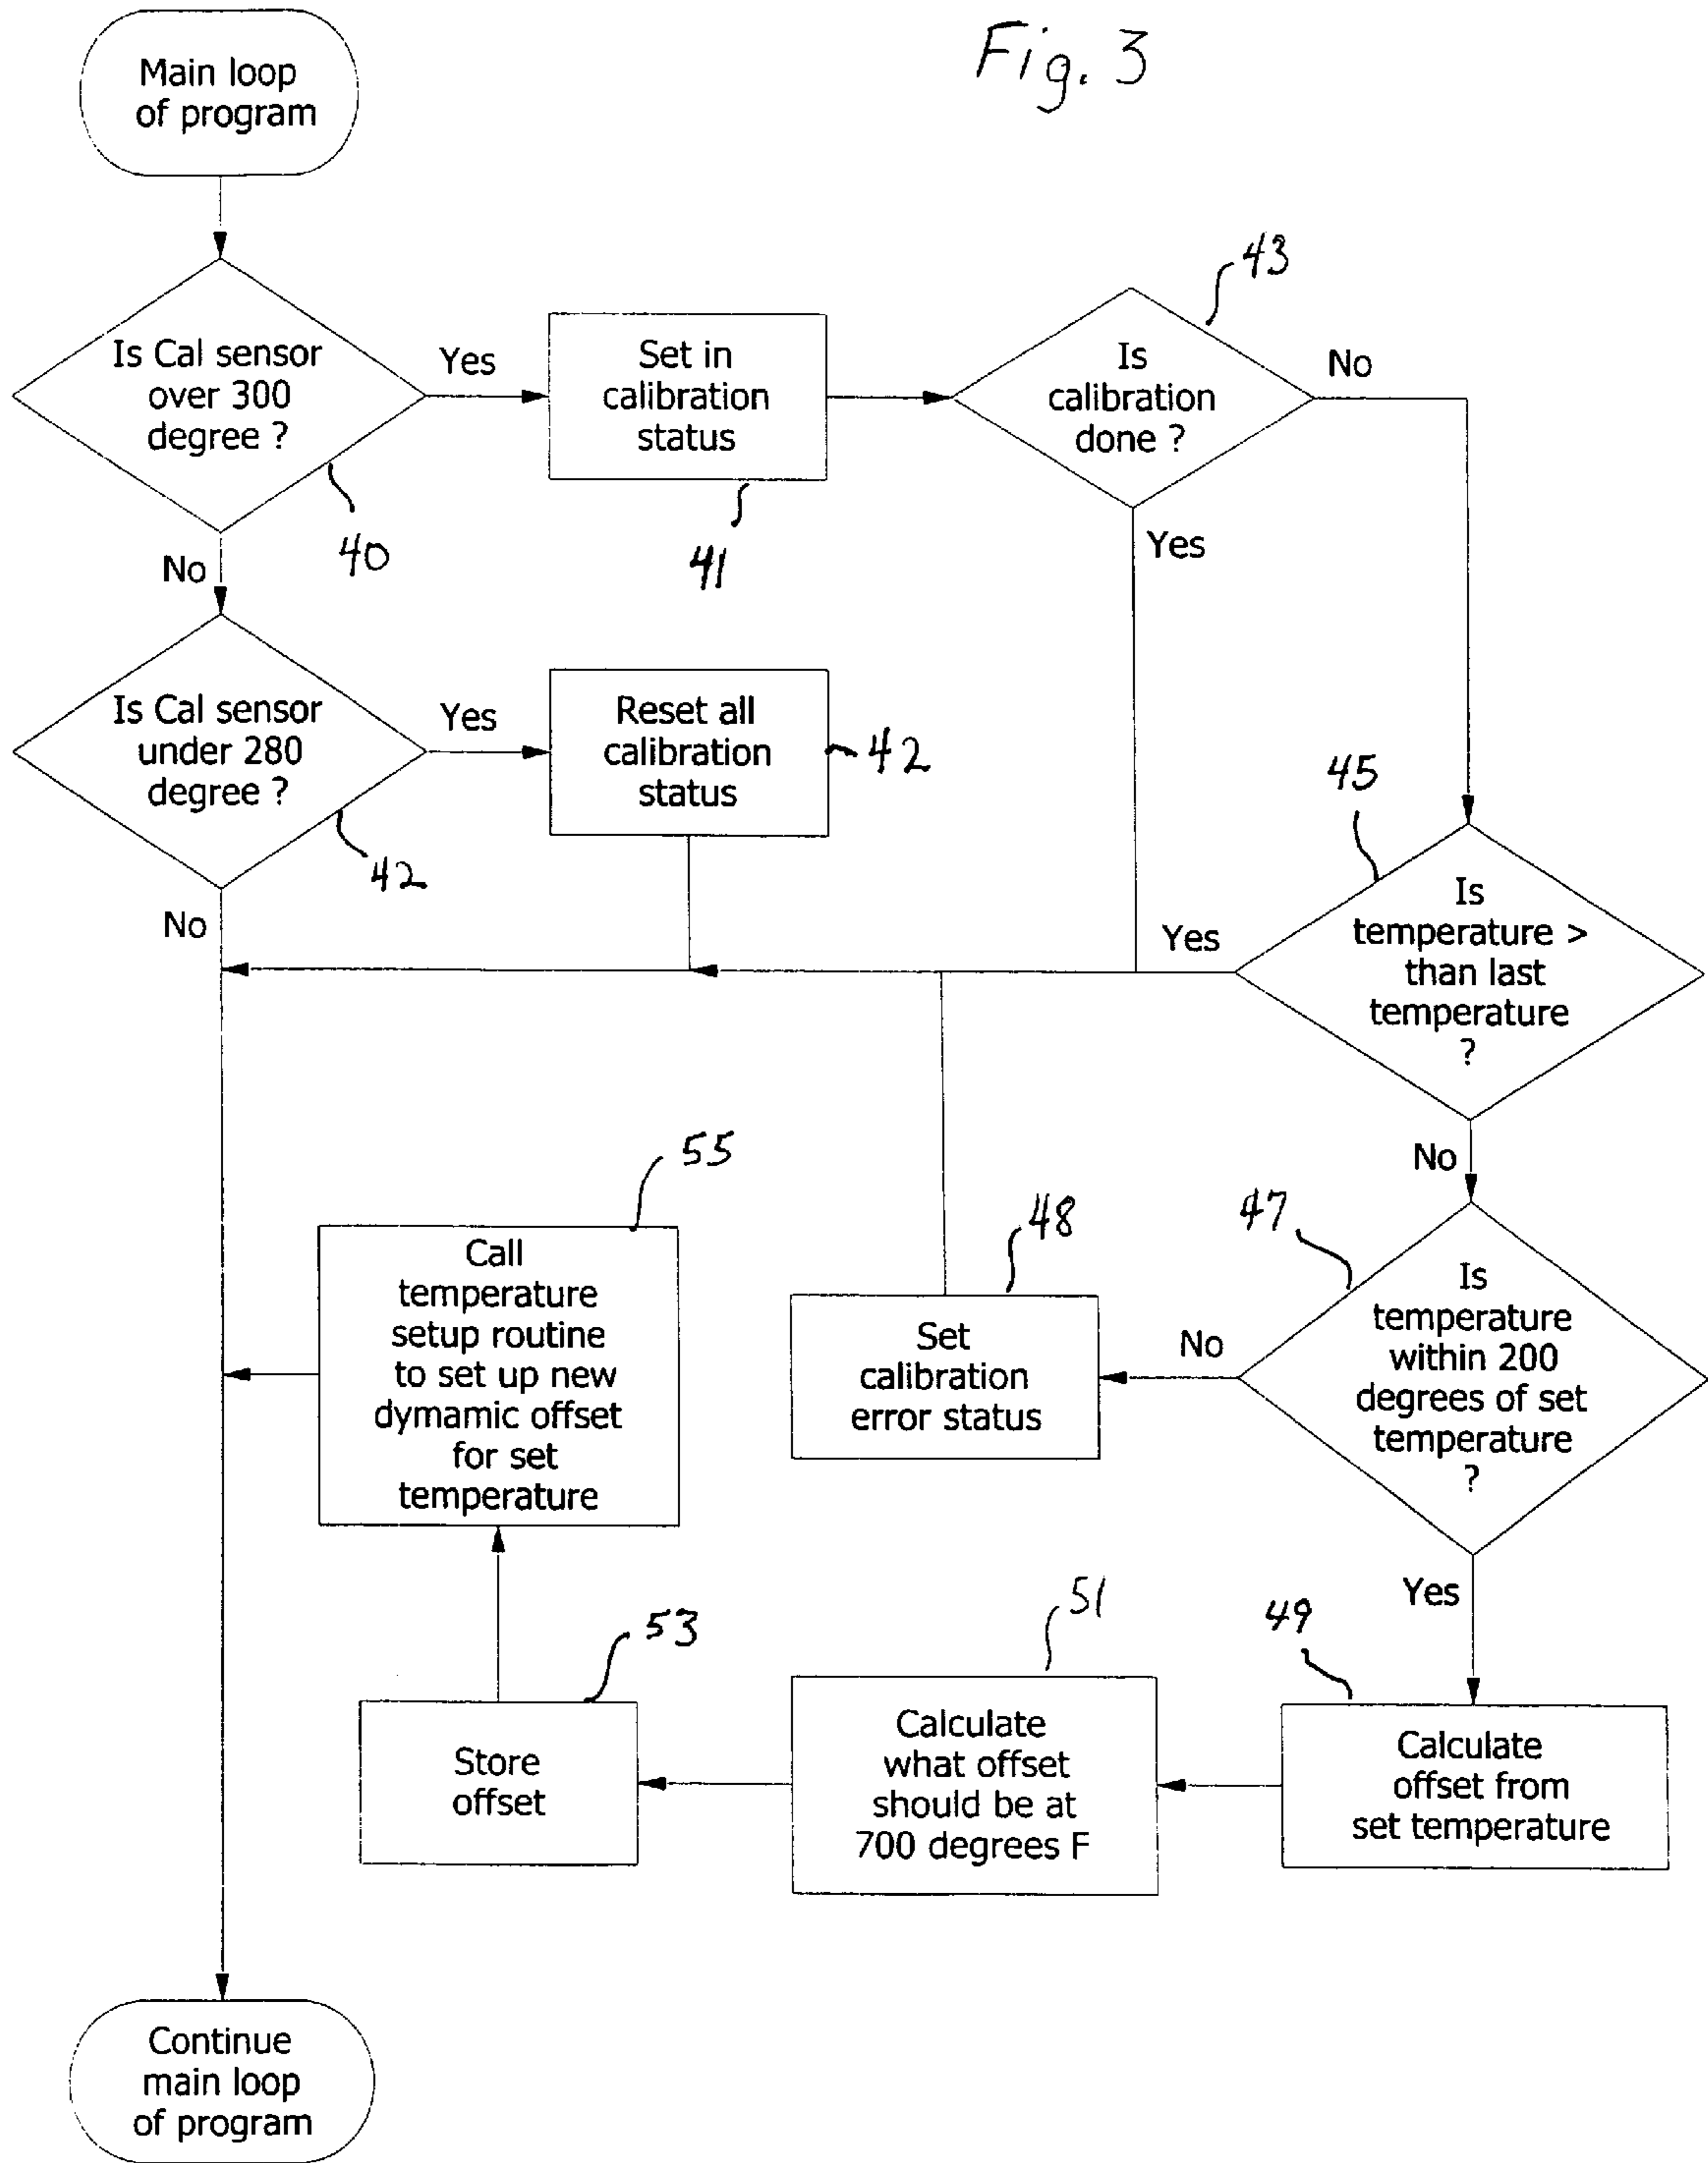 Fig. 3
Main loop
of program
Is Cal sensor
over 300
degree ?
40
Yes
Set in
calibration
status
41
Is
calibration
done ?
43
No
Yes
No
Is Cal sensor
under 280
degree ?
42
Yes
Reset all
calibration
status
42
No
Is
temperature >
than last
temperature
?
45
Yes
No
Is
temperature
within 200
degrees of set
temperature
?
47
No
Set
calibration
error status
48
Yes
Calculate
offset from
set temperature
49
Calculate
what offset
should be at
700 degrees F
51
Store
offset
53
Call
temperature
setup routine
to set up new
dymamic offset
for set
temperature
55
Continue
main loop
of program